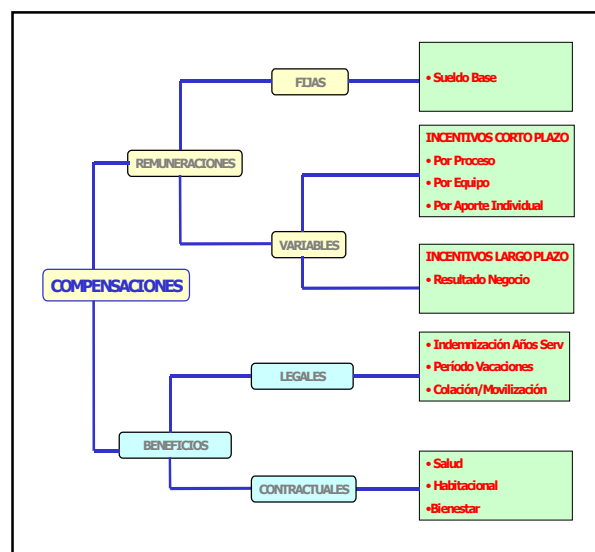 FIJAS
• Sueldo Base
REMUNERACIONES
INCENTIVOS CORTO PLAZO
• Por Proceso
• Por Equipo
• Por Aporte Individual
VARIABLES
INCENTIVOS LARGO PLAZO
• Resultado Negocio
COMPENSACIONES
• Indemnización Años Serv
• Período Vacaciones
• Colación/Movilización
LEGALES
BENEFICIOS
CONTRACTUALES
• Salud
• Habitacional
•Bienestar